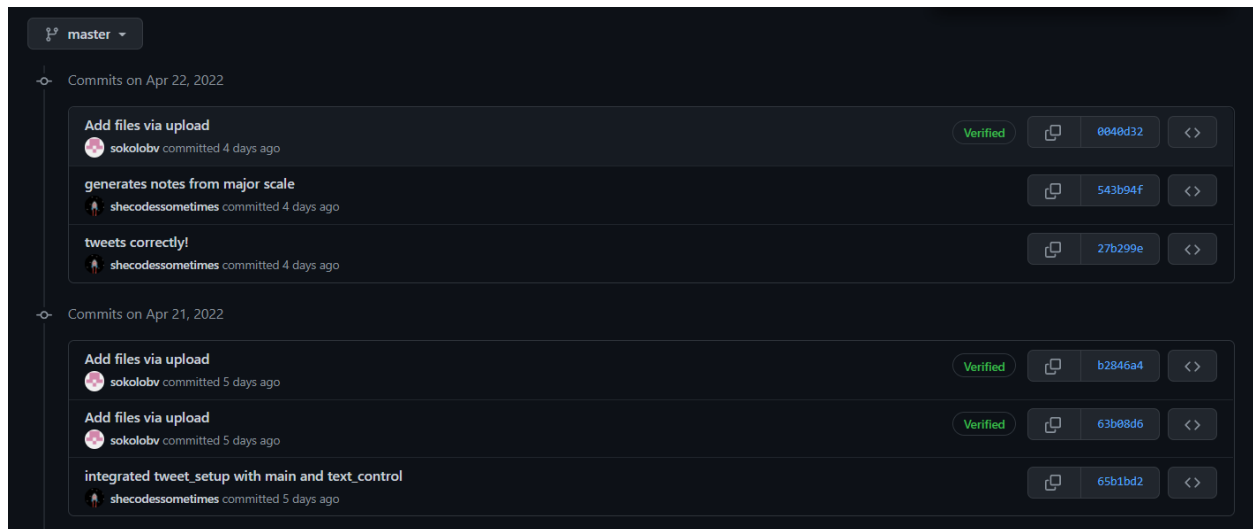 master
Commits on Apr 22, 2022
Add files via upload
Verified
0040d32
sokolobv committed 4 days ago
generates notes from major scale
543b94f
shecodessometimes committed 4 days ago
tweets correctly!
27b299e
shecodessometimes committed 4 days ago
Commits on Apr 21, 2022
Add files via upload
Verified
b2846a4
sokolobv committed 5 days ago
Add files via upload
Verified
63b08d6
sokolobv committed 5 days ago
integrated tweet_setup with main and text_control
65b1bd2
shecodessometimes committed 5 days ago